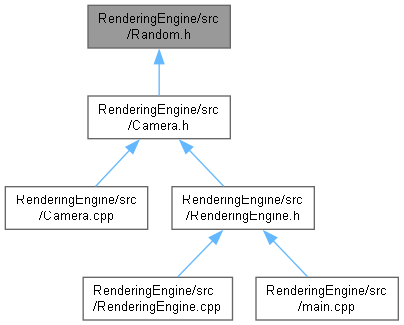 RenderingEngine/src
/Random.h
RenderingEngine/src
/Camera.h
RenderingEngine/src
/Camera.cpp
RenderingEngine/src
/RenderingEngine.h
RenderingEngine/src
/RenderingEngine.cpp
RenderingEngine/src
/main.cpp